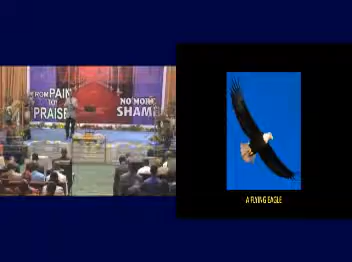 FROM PAIN
TO
PRAISE
NO MORE
SHAME
A FLYING EAGLE